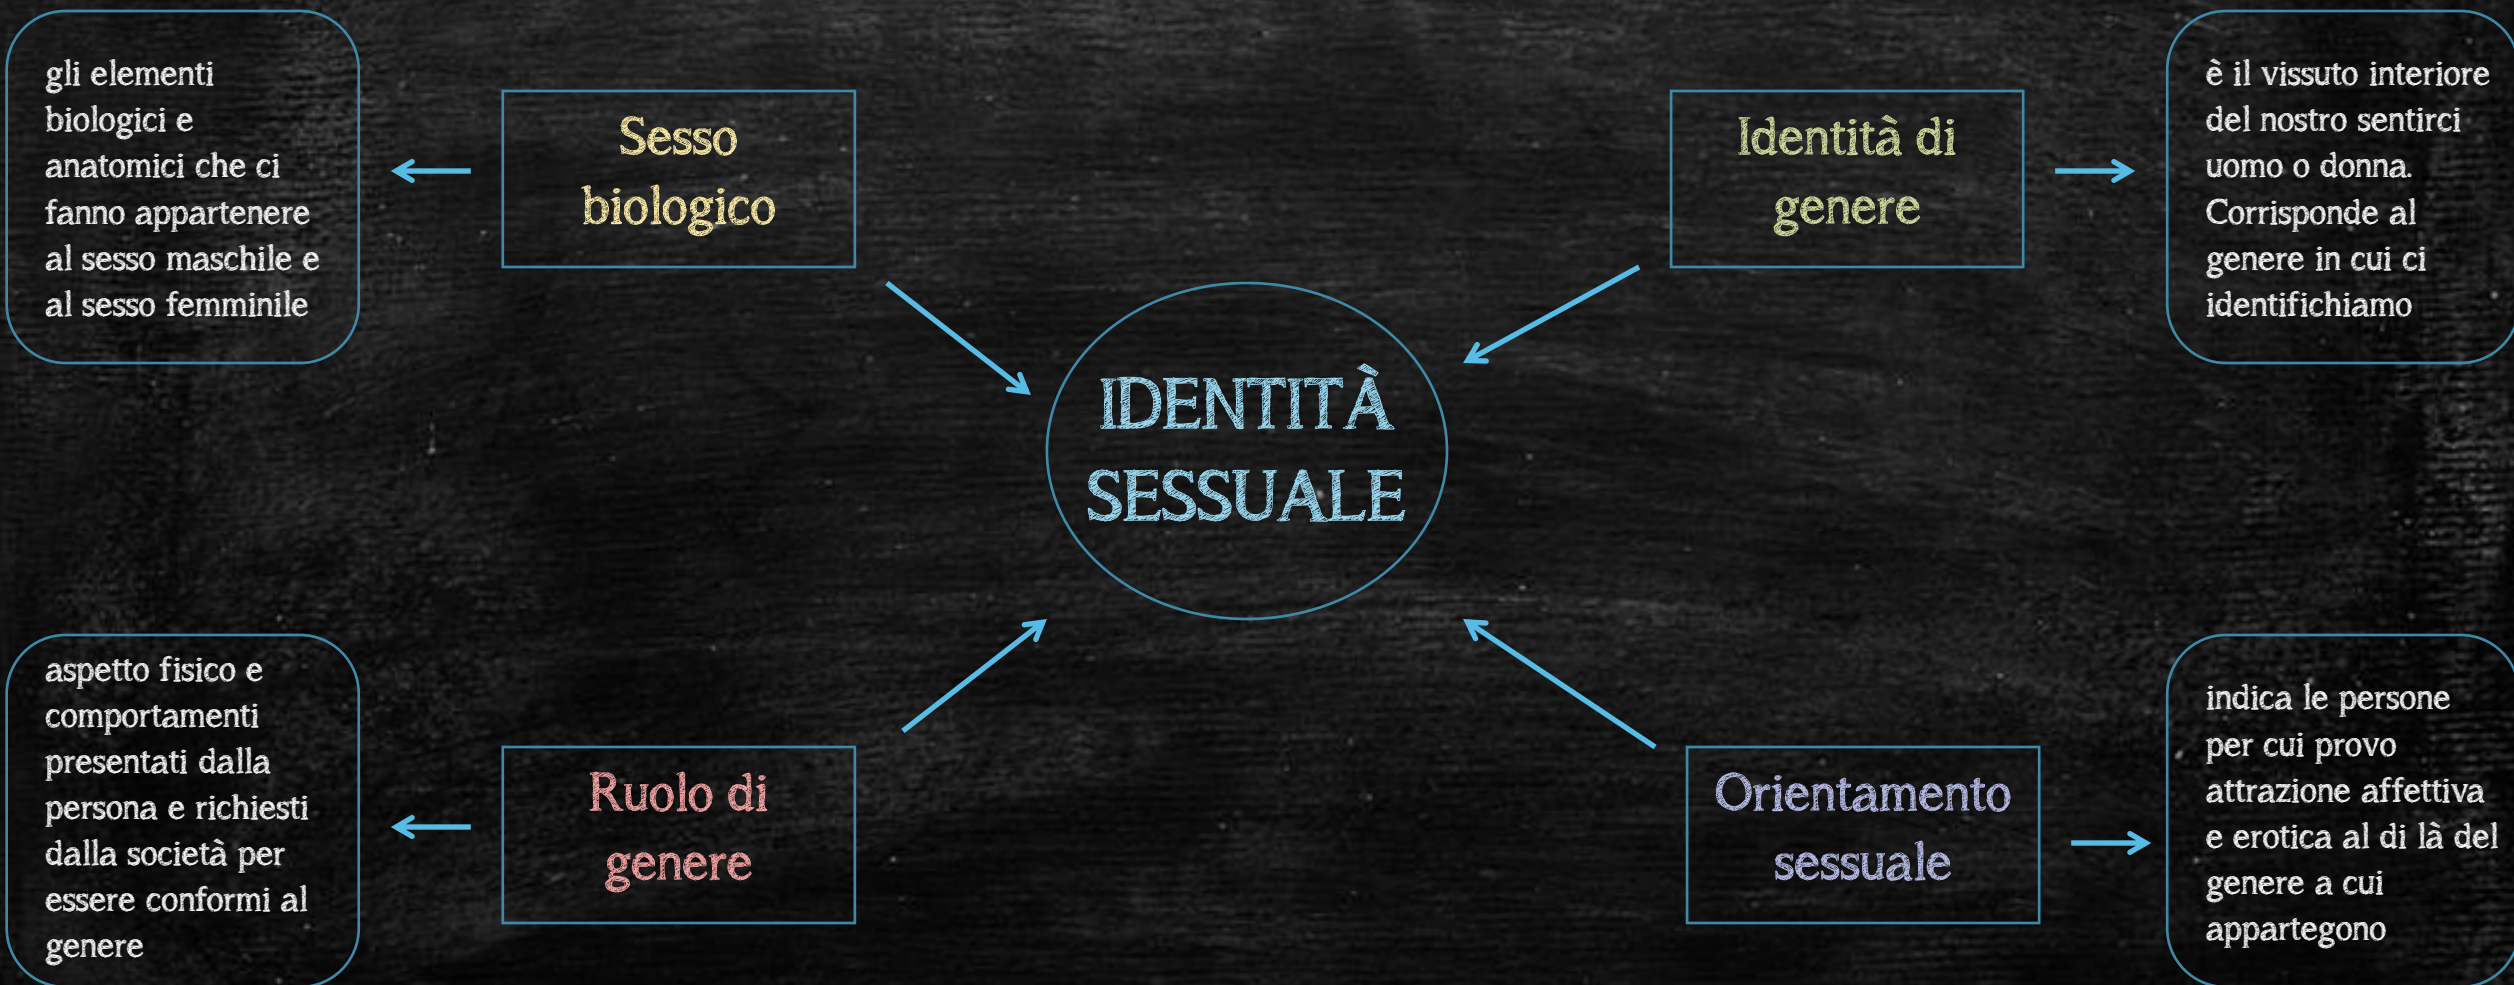 gli elementi
biologici e
anatomici che ci
fanno appartenere
al sesso maschile e
al sesso femminile
Sesso
biologico
Identità di
genere
è il vissuto interiore
del nostro sentirci
uomo o donna.
Corrisponde al
genere in cui ci
identifichiamo
IDENTITÀ
SESSUALE
aspetto fisico e
comportamenti
presentati dalla
persona e richiesti
dalla società per
essere conformi al
genere
Ruolo di
genere
Orientamento
sessuale
indica le persone
per cui provo
attrazione affettiva
e erotica al di là del
genere a cui
appartegono